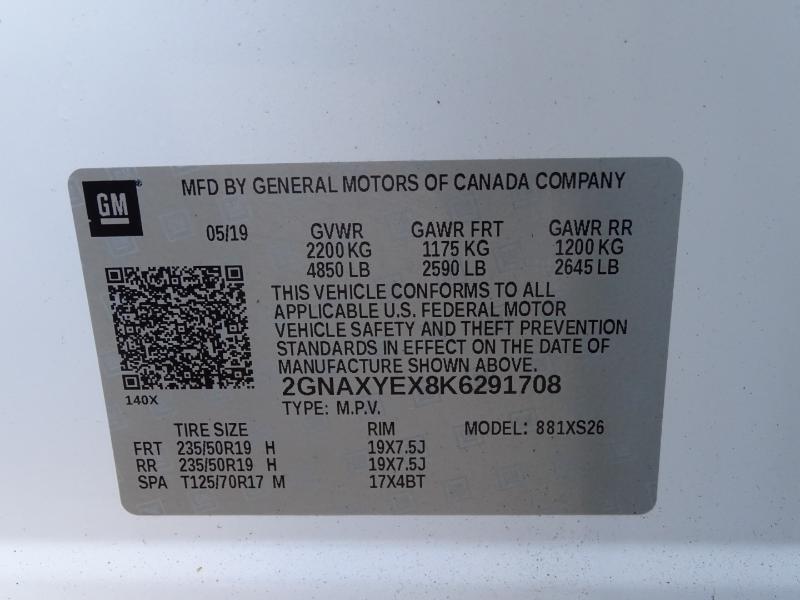 GM
MFD BY GENERAL MOTORS OF CANADA COMPANY
05/19 GVWR GAWR FRT GAWR RR
2200 KG 1175 KG 1200 KG
4850 LB 2590 LB 2645 LB
THIS VEHICLE CONFORMS TO ALL
APPLICABLE U.S. FEDERAL MOTOR
VEHICLE SAFETY AND THEFT PREVENTION
STANDARDS IN EFFECT ON THE DATE OF
MANUFACTURE SHOWN ABOVE.
140X
2GNAXYEX8K6291708
TYPE: M.P.V.
TIRE SIZE RIM MODEL: 881XS26
FRT 235/50R19 H 19X7.5J
RR 235/50R19 H 19X7.5J
SPA T125/70R17 M 17X4BT